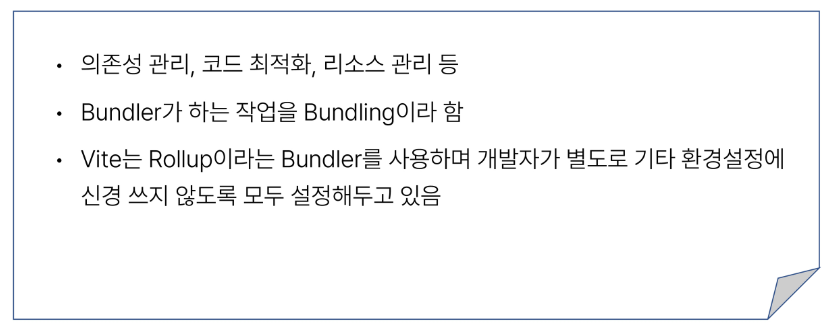 • 의존성 관리, 코드 최적화, 리소스 관리 등
• Bundler가 하는 작업을 Bundling이라 함
• Vite는 Rollup이라는 Bundler를 사용하며 개발자가 별도로 기타 환경설정에
신경 쓰지 않도록 모두 설정해두고 있음